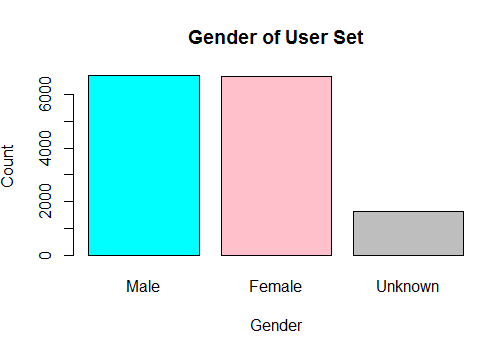 Gender of User Set
Count
6000
4000
2000
0
Male Female Unknown
Gender